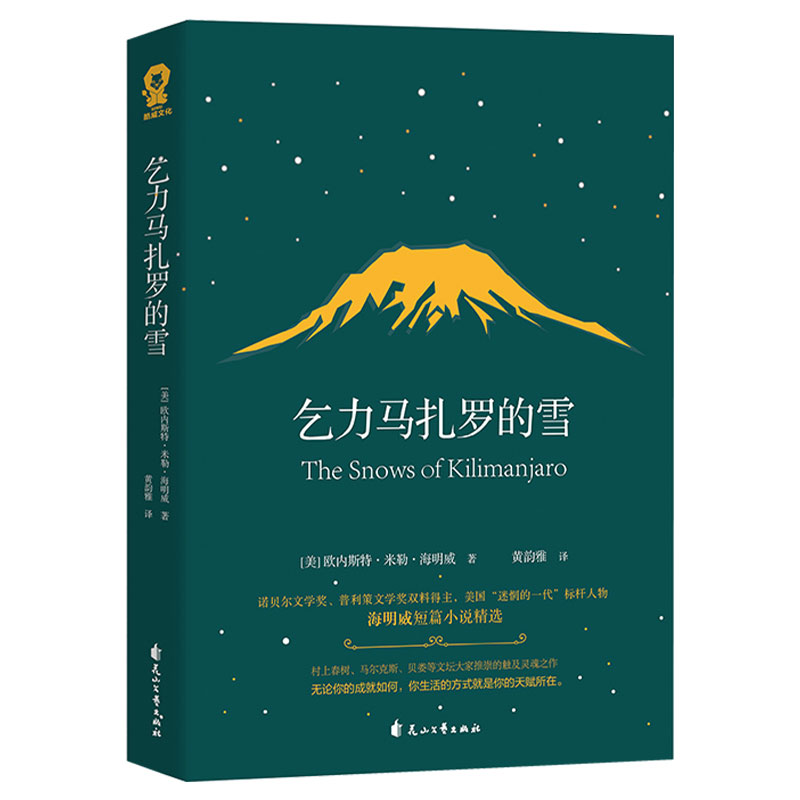 酷威文化
乞力马扎罗的雪
[美] 欧内斯特·米勒·海明威 著
黄韵雅 译
乞力马扎罗的雪
The Snows of Kilimanjaro
[美] 欧内斯特·米勒·海明威 著 黄韵雅 译
诺贝尔文学奖、普利策文学奖双料得主，美国“迷惘的一代”标杆人物
海明威短篇小说精选
村上春树、马尔克斯、贝娄等文坛大家推崇的触及灵魂之作
无论你的成就如何，你生活的方式就是你的天赋所在。
花山文艺出版社
花山文艺出版社